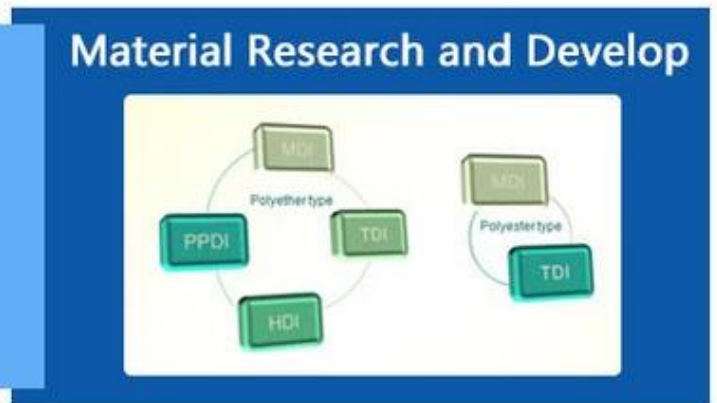 Material Research and Develop
MDI
Polyether type
PPDI
TDI
HDI
MDI
Polyester type
TDI